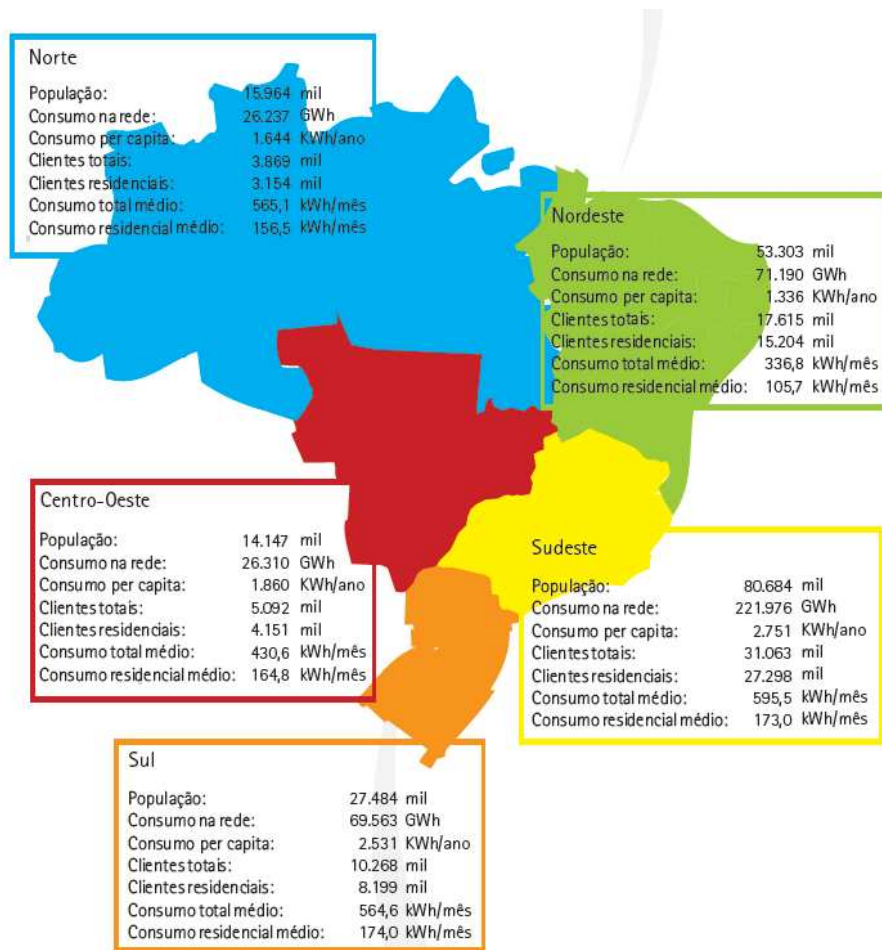 Norte
População: 15.964 mil
Consumo na rede: 26.237 GWh
Consumo per capita: 1.644 KWh/ano
Clientes totais: 3.869 mil
Clientes residenciais: 3.154 mil
Consumo total médio: 565,1 kWh/mês
Consumo residencial médio: 156,5 kWh/mês
Nordeste
População: 53.303 mil
Consumo na rede: 71.190 GWh
Consumo per capita: 1.336 KWh/ano
Clientes totais: 17.615 mil
Clientes residenciais: 15.204 mil
Consumo total médio: 336,8 kWh/mês
Consumo residencial médio: 105,7 kWh/mês
Centro-Oeste
População: 14.147 mil
Consumo na rede: 26.310 GWh
Consumo per capita: 1.860 KWh/ano
Clientes totais: 5.092 mil
Clientes residenciais: 4.151 mil
Consumo total médio: 430,6 kWh/mês
Consumo residencial médio: 164,8 kWh/mês
Sudeste
População: 80.684 mil
Consumo na rede: 221.976 GWh
Consumo per capita: 2.751 KWh/ano
Clientes totais: 31.063 mil
Clientes residenciais: 27.298 mil
Consumo total médio: 595,5 kWh/mês
Consumo residencial médio: 173,0 kWh/mês
Sul
População: 27.484 mil
Consumo na rede: 69.563 GWh
Consumo per capita: 2.531 KWh/ano
Clientes totais: 10.268 mil
Clientes residenciais: 8.199 mil
Consumo total médio: 564,6 kWh/mês
Consumo residencial médio: 174,0 kWh/mês